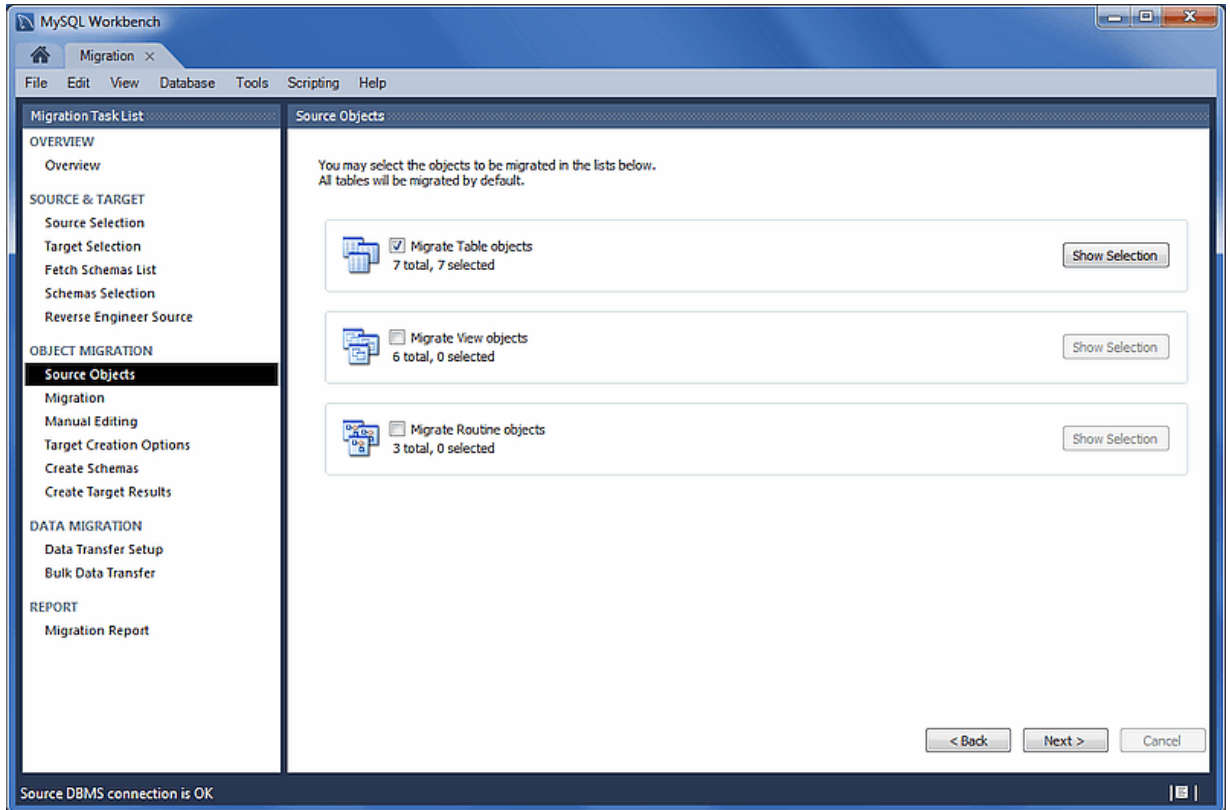 MySQL Workbench
Migration
File Edit View Database Tools Scripting Help
Migration Task List
OVERVIEW
Overview
SOURCE & TARGET
Source Selection
Target Selection
Fetch Schemas List
Schemas Selection
Reverse Engineer Source
OBJECT MIGRATION
Source Objects
Migration
Manual Editing
Target Creation Options
Create Schemas
Create Target Results
DATA MIGRATION
Data Transfer Setup
Bulk Data Transfer
REPORT
Migration Report
Source Objects
You may select the objects to be migrated in the lists below.
All tables will be migrated by default.
Migrate Table objects
7 total, 7 selected
Show Selection
Migrate View objects
6 total, 0 selected
Show Selection
Migrate Routine objects
3 total, 0 selected
Show Selection
< Back Next > Cancel
Source DBMS connection is OK